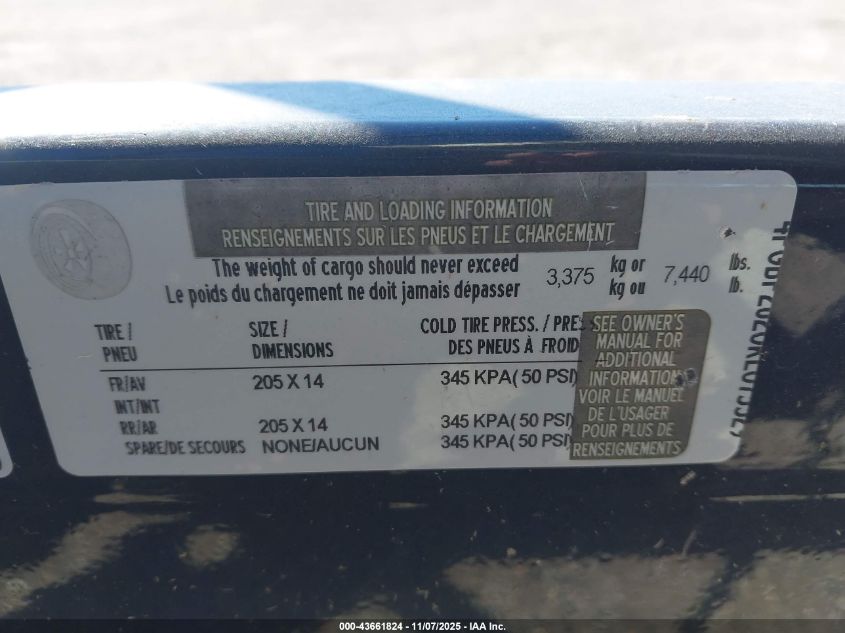 TIRE AND LOADING INFORMATION
RENSEIGNEMENTS SUR LES PNEUS ET LE CHARGEMENT
The weight of cargo should never exceed 3,375 kg or 7,440 lbs.
Le poids du chargement ne doit jamais dépasser kg ou lb.
TIRE / SIZE / COLD TIRE PRESS. /
PNEU DIMENSIONS DES PNEUS À FROID
FR/AV 205 X 14 345 KPA( 50 PSI)
INT/INT
RR/AR 205 X 14 345 KPA( 50 PSI)
SPARE/DE SECOURS NONE/AUCUN 345 KPA( 50 PSI)
SEE OWNER'S
MANUAL FOR
ADDITIONAL
INFORMATION
VOIR LE MANUEL
DE L'USAGER
POUR PLUS DE
RENSEIGNEMENTS
000-43661824 - 11/07/2025 - IAA Inc.